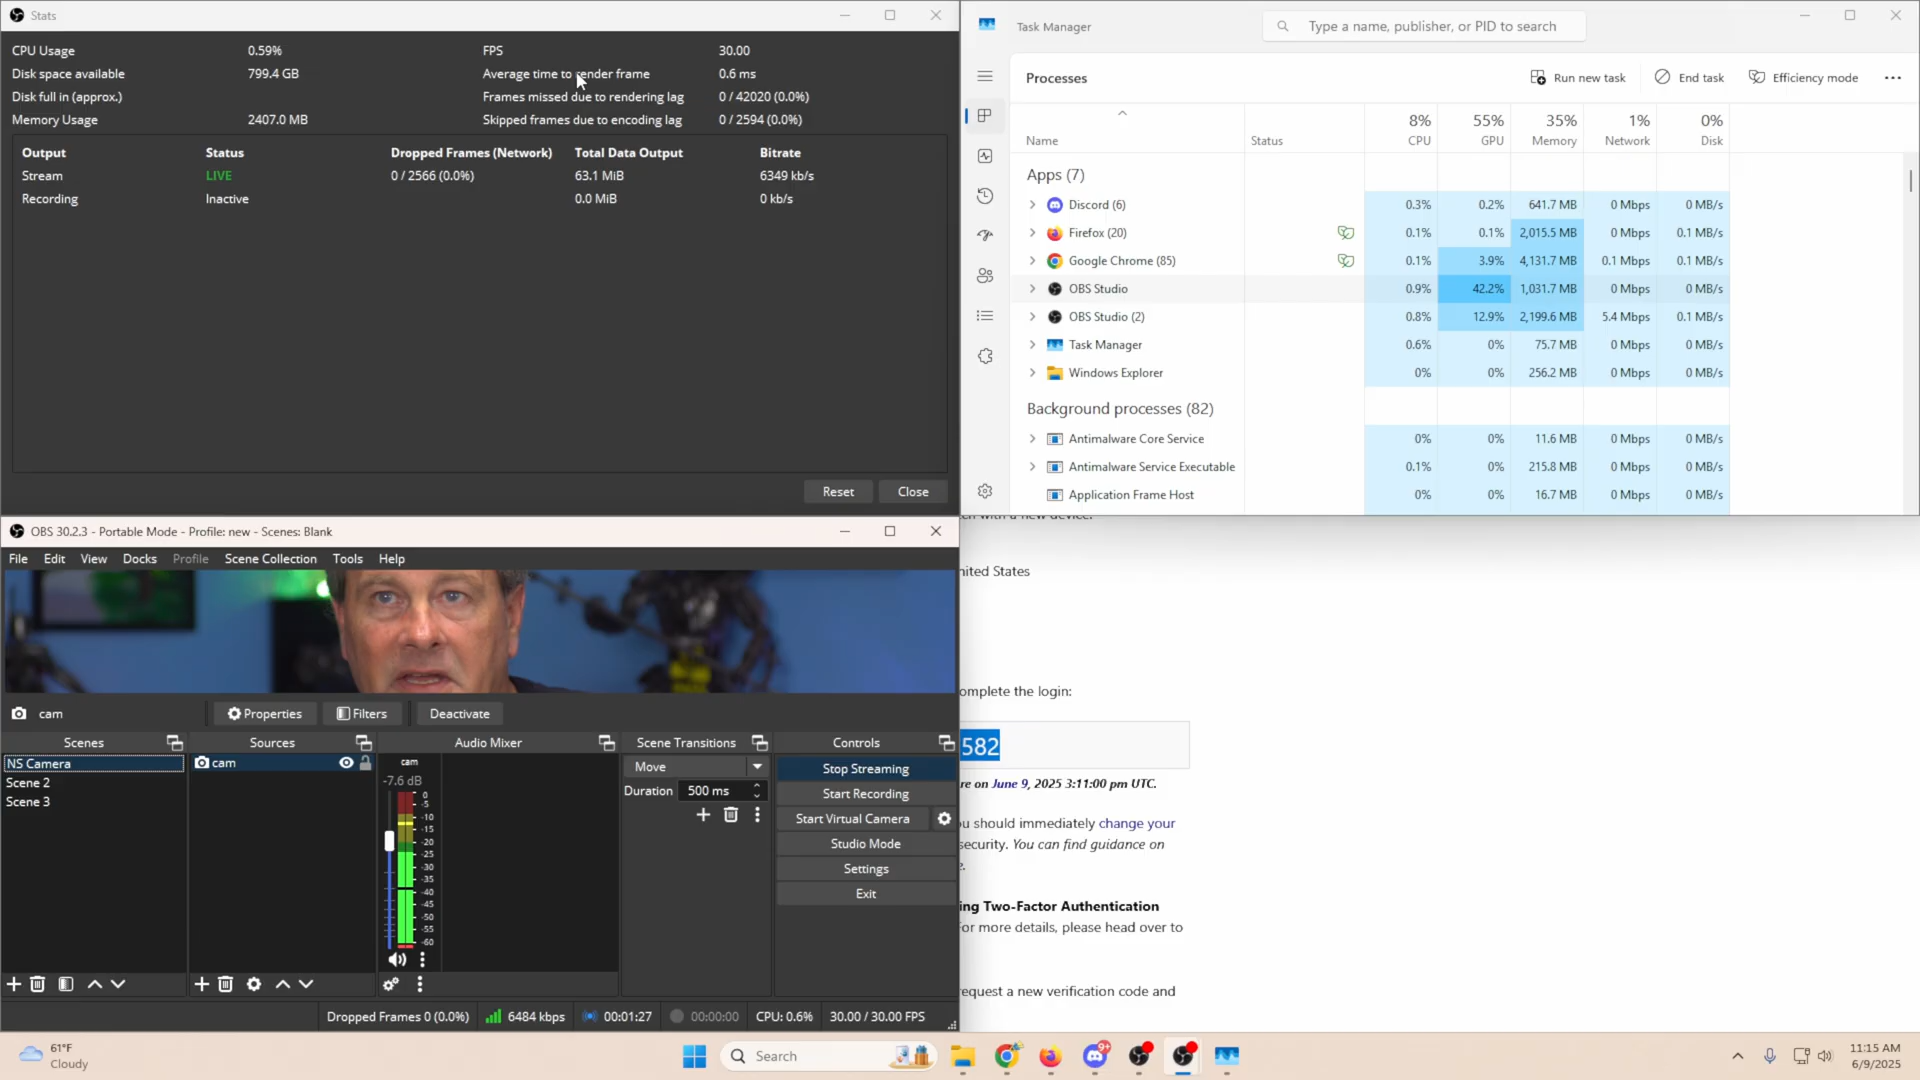 Stats
CPU Usage 0.59% FPS 30.00
Disk space available 799.4 GB Average time to render frame 0.6 ms
Disk full in (approx.) Frames missed due to rendering lag 0 / 42020 (0.0%)
Memory Usage 2407.0 MB Skipped frames due to encoding lag 0 / 2594 (0.0%)
Output Status Dropped Frames (Network) Total Data Output Bitrate
Stream LIVE 0 / 2566 (0.0%) 63.1 MiB 6349 kb/s
Recording Inactive 0.0 MiB 0 kb/s
Reset Close
Task Manager
Type a name, publisher, or PID to search
Processes Run new task End task Efficiency mode
8% 55% 35% 1% 0%
Name Status CPU GPU Memory Network Disk
Apps (7)
Discord (6) 0.3% 0.2% 641.7 MB 0 Mbps 0 MB/s
Firefox (20) 0.1% 0.1% 2,015.5 MB 0 Mbps 0.1 MB/s
Google Chrome (85) 0.1% 3.9% 4,131.7 MB 0.1 Mbps 0.1 MB/s
OBS Studio 0.9% 42.2% 1,031.7 MB 0 Mbps 0 MB/s
OBS Studio (2) 0.8% 12.9% 2,199.6 MB 5.4 Mbps 0.1 MB/s
Task Manager 0.6% 0% 75.7 MB 0 Mbps 0 MB/s
Windows Explorer 0% 0% 256.2 MB 0 Mbps 0 MB/s
Background processes (82)
Antimalware Core Service 0% 0% 11.6 MB 0 Mbps 0 MB/s
Antimalware Service Executable 0.1% 0% 215.8 MB 0 Mbps 0 MB/s
Application Frame Host 0% 0% 16.7 MB 0 Mbps 0 MB/s
OBS 30.2.3 - Portable Mode - Profile: new - Scenes: Blank
File Edit View Docks Profile Scene Collection Tools Help
cam Properties Filters Deactivate
Scenes Sources Audio Mixer Scene Transitions Controls
NS Camera
Scene 2
Scene 3
cam
cam
-7.6 dB
0
-5
-10
-15
-20
-25
-30
-35
-40
-45
-50
-55
-60
Move
Duration 500 ms
Stop Streaming
Start Recording
Start Virtual Camera
Studio Mode
Settings
Exit
Dropped Frames 0 (0.0%) 6484 kbps 00:01:27 00:00:00 CPU: 0.6% 30.00 / 30.00 FPS
nited States
omplete the login:
582
re on June 9, 2025 3:11:00 pm UTC.
ou should immediately change your
security. You can find guidance on
ing Two-Factor Authentication
For more details, please head over to
equest a new verification code and
61°F
Cloudy
Search
9+
11:15 AM
6/9/2025